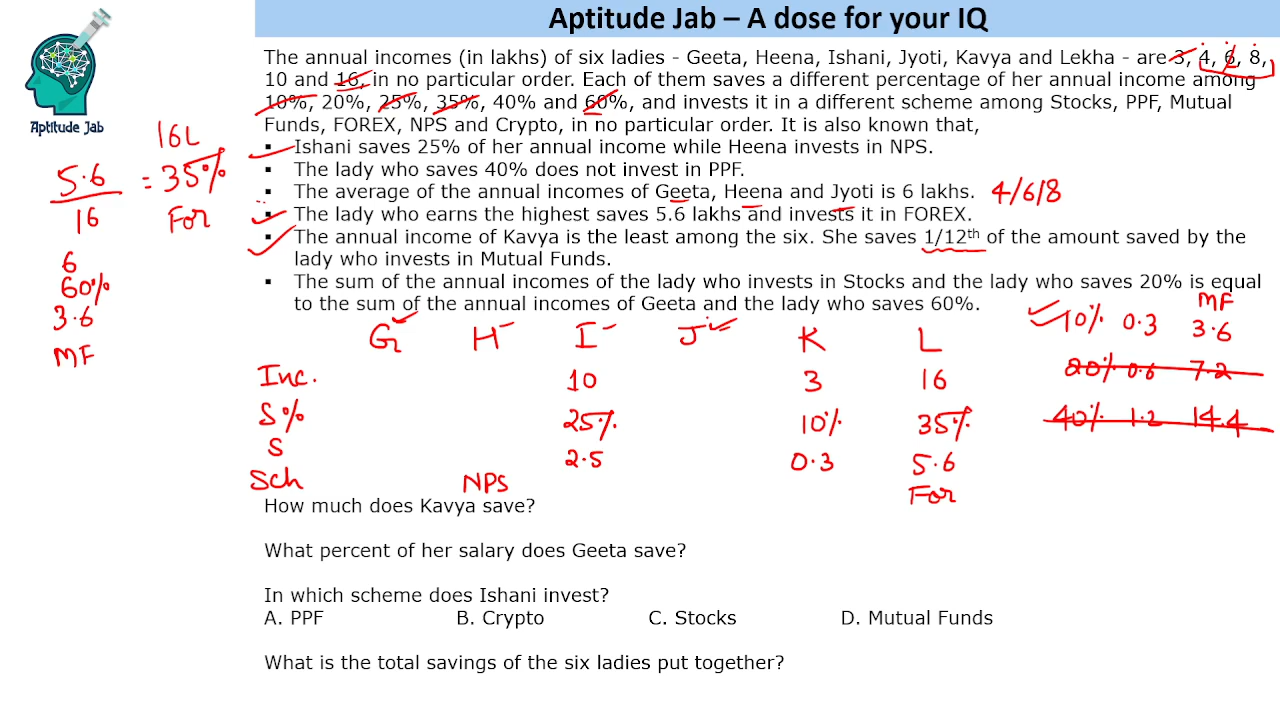 Aptitude Jab – A dose for your IQ
Aptitude Jab
The annual incomes (in lakhs) of six ladies - Geeta, Heena, Ishani, Jyoti, Kavya and Lekha - are 3, 4, 6, 8,
10 and 16, in no particular order. Each of them saves a different percentage of her annual income among
10%, 20%, 25%, 35%, 40% and 60%, and invests it in a different scheme among Stocks, PPF, Mutual
Funds, FOREX, NPS and Crypto, in no particular order. It is also known that,
▪ Ishani saves 25% of her annual income while Heena invests in NPS.
▪ The lady who saves 40% does not invest in PPF.
▪ The average of the annual incomes of Geeta, Heena and Jyoti is 6 lakhs. 4/6/8
▪ The lady who earns the highest saves 5.6 lakhs and invests it in FOREX.
▪ The annual income of Kavya is the least among the six. She saves 1/12th of the amount saved by the
lady who invests in Mutual Funds.
▪ The sum of the annual incomes of the lady who invests in Stocks and the lady who saves 20% is equal
to the sum of the annual incomes of Geeta and the lady who saves 60%.
16L
5.6 = 35%
16 For
6
60%
3.6
MF
G H I J K L
Inc. 10 3 16
S% 25% 10% 35%
S 2.5 0.3 5.6
Sch NPS For
MF
10% 0.3 3.6
20% 0.6 7.2
40% 1.2 14.4
How much does Kavya save?
What percent of her salary does Geeta save?
In which scheme does Ishani invest?
A. PPF B. Crypto C. Stocks D. Mutual Funds
What is the total savings of the six ladies put together?